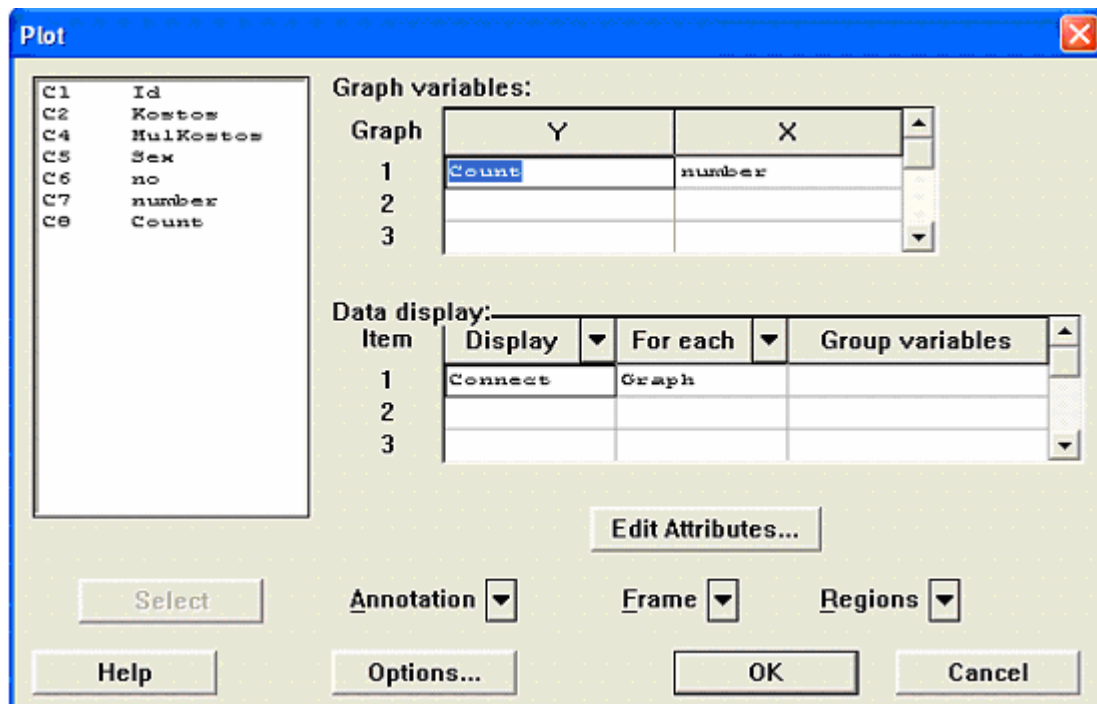 Plot
C1 Id
C2 Kostos
C4 MulKostos
C5 Sex
C6 no
C7 number
C8 Count
Graph variables:
Graph Y X
1 Count number
2
3
Data display:
Item Display For each Group variables
1 Connect Graph
2
3
Edit Attributes...
Select Annotation Frame Regions
Help Options... OK Cancel